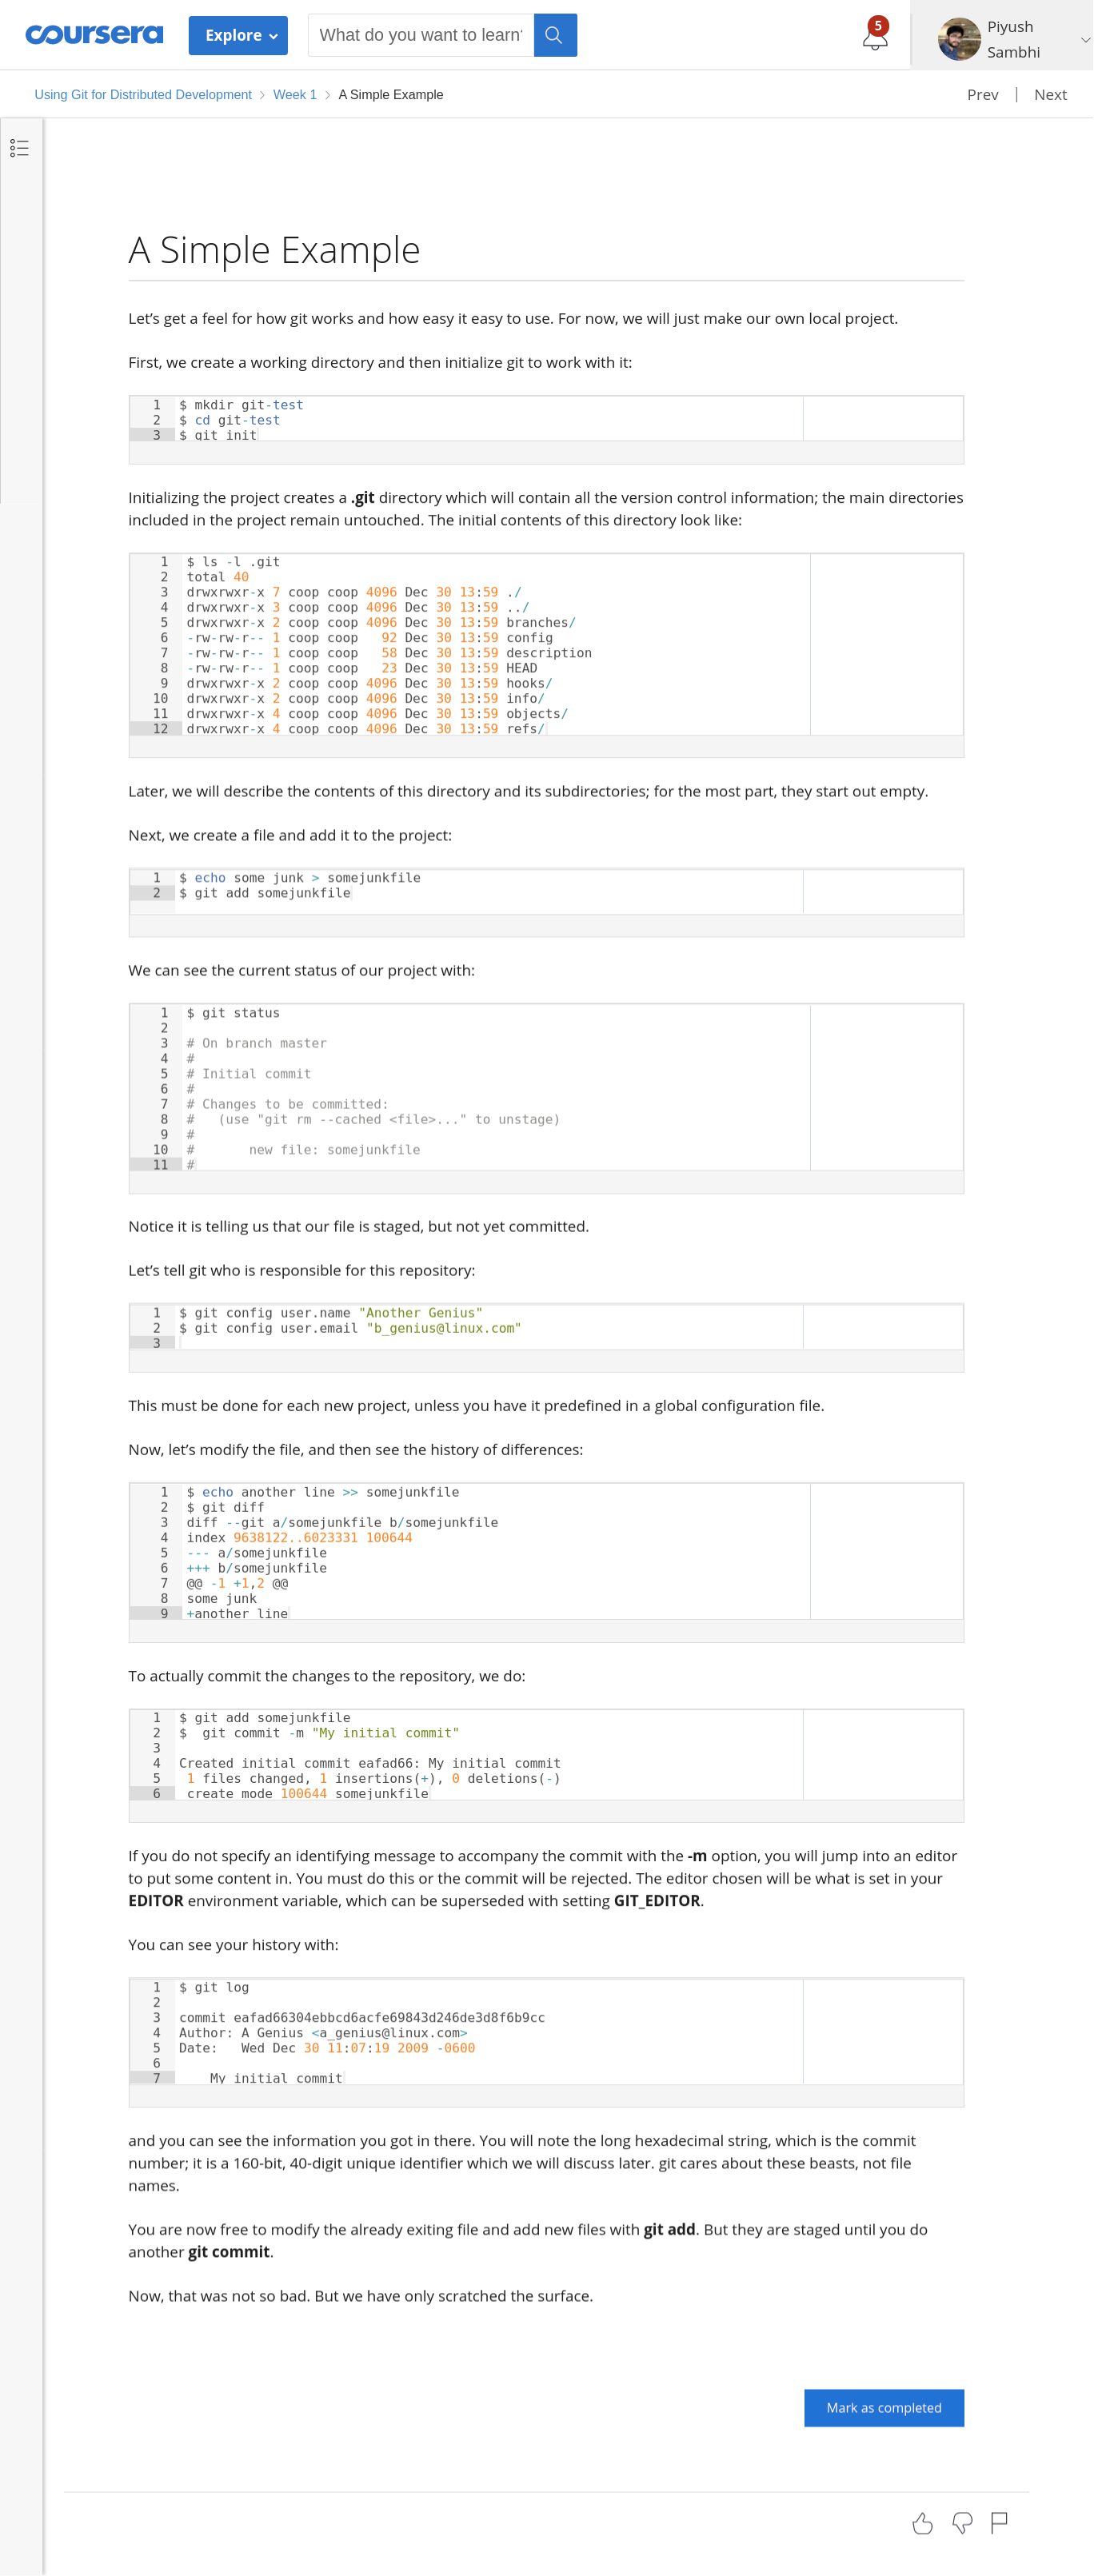 coursera
Explore
What do you want to learn?
5
Piyush
Sambhi
Using Git for Distributed Development > Week 1 > A Simple Example
Prev | Next
A Simple Example
Let’s get a feel for how git works and how easy it easy to use. For now, we will just make our own local project.
First, we create a working directory and then initialize git to work with it:
1 $ mkdir git-test
2 $ cd git-test
3 $ git init
Initializing the project creates a .git directory which will contain all the version control information; the main directories
included in the project remain untouched. The initial contents of this directory look like:
1 $ ls -l .git
2 total 40
3 drwxrwxr-x 7 coop coop 4096 Dec 30 13:59 ./
4 drwxrwxr-x 3 coop coop 4096 Dec 30 13:59 ../
5 drwxrwxr-x 2 coop coop 4096 Dec 30 13:59 branches/
6 -rw-rw-r-- 1 coop coop   92 Dec 30 13:59 config
7 -rw-rw-r-- 1 coop coop   58 Dec 30 13:59 description
8 -rw-rw-r-- 1 coop coop   23 Dec 30 13:59 HEAD
9 drwxrwxr-x 2 coop coop 4096 Dec 30 13:59 hooks/
10 drwxrwxr-x 2 coop coop 4096 Dec 30 13:59 info/
11 drwxrwxr-x 4 coop coop 4096 Dec 30 13:59 objects/
12 drwxrwxr-x 4 coop coop 4096 Dec 30 13:59 refs/
Later, we will describe the contents of this directory and its subdirectories; for the most part, they start out empty.
Next, we create a file and add it to the project:
1 $ echo some junk > somejunkfile
2 $ git add somejunkfile
We can see the current status of our project with:
1 $ git status
2
3 # On branch master
4 #
5 # Initial commit
6 #
7 # Changes to be committed:
8 #   (use "git rm --cached <file>..." to unstage)
9 #
10 #       new file: somejunkfile
11 #
Notice it is telling us that our file is staged, but not yet committed.
Let’s tell git who is responsible for this repository:
1 $ git config user.name "Another Genius"
2 $ git config user.email "b_genius@linux.com"
3
This must be done for each new project, unless you have it predefined in a global configuration file.
Now, let’s modify the file, and then see the history of differences:
1 $ echo another line >> somejunkfile
2 $ git diff
3 diff --git a/somejunkfile b/somejunkfile
4 index 9638122..6023331 100644
5 --- a/somejunkfile
6 +++ b/somejunkfile
7 @@ -1 +1,2 @@
8 some junk
9 +another line
To actually commit the changes to the repository, we do:
1 $ git add somejunkfile
2 $  git commit -m "My initial commit"
3
4 Created initial commit eafad66: My initial commit
5  1 files changed, 1 insertions(+), 0 deletions(-)
6  create mode 100644 somejunkfile
If you do not specify an identifying message to accompany the commit with the -m option, you will jump into an editor
to put some content in. You must do this or the commit will be rejected. The editor chosen will be what is set in your
EDITOR environment variable, which can be superseded with setting GIT_EDITOR.
You can see your history with:
1 $ git log
2
3 commit eafad66304ebbcd6acfe69843d246de3d8f6b9cc
4 Author: A Genius <a_genius@linux.com>
5 Date:   Wed Dec 30 11:07:19 2009 -0600
6
7     My initial commit
and you can see the information you got in there. You will note the long hexadecimal string, which is the commit
number; it is a 160-bit, 40-digit unique identifier which we will discuss later. git cares about these beasts, not file
names.
You are now free to modify the already exiting file and add new files with git add. But they are staged until you do
another git commit.
Now, that was not so bad. But we have only scratched the surface.
Mark as completed